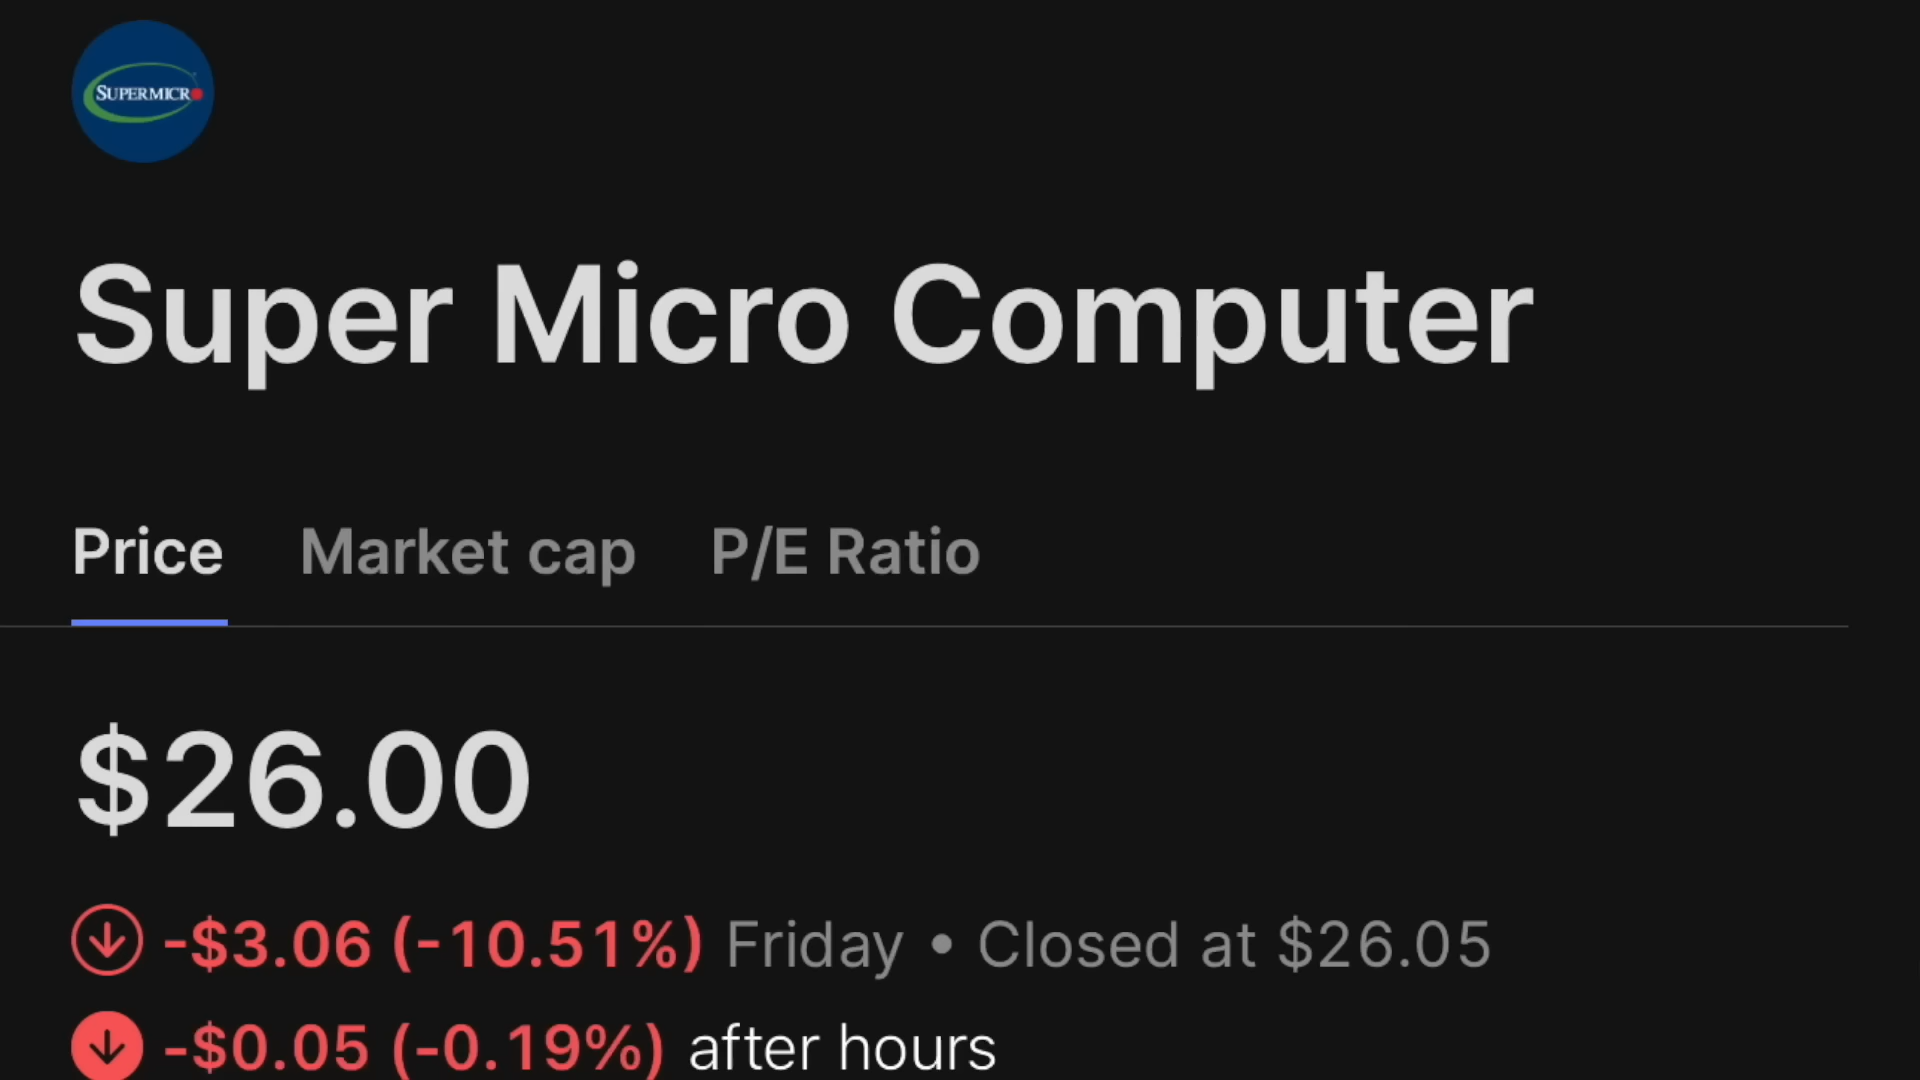 SUPERMICR
Super Micro Computer
Price Market cap P/E Ratio
$26.00
-$3.06 (-10.51%) Friday • Closed at $26.05
-$0.05 (-0.19%) after hours